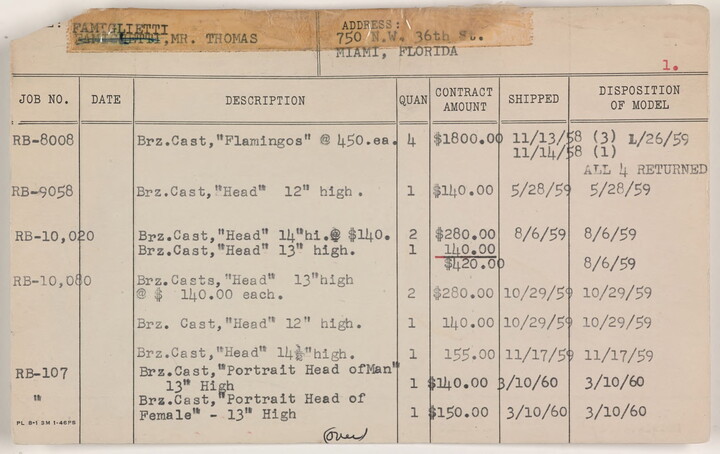 FAMIGLIETTI
,MR. THOMAS
ADDRESS:
750 N.W. 36th St.
MIAMI, FLORIDA
1.
JOB NO. DATE DESCRIPTION QUAN CONTRACT AMOUNT SHIPPED DISPOSITION OF MODEL
RB-8008 Brz.Cast,"Flamingos" @ 450.ea. 4 $1800.00 11/13/58 (3) 1/26/59
11/14/58 (1)
ALL 4 RETURNED
RB-9058 Brz.Cast,"Head" 12" high. 1 $140.00 5/28/59 5/28/59
RB-10,020 Brz.Cast,"Head" 14"hi.@ $140. 2 $280.00 8/6/59 8/6/59
Brz.Cast,"Head" 13" high. 1 140.00
$420.00 8/6/59
RB-10,080 Brz.Casts,"Head" 13"high
@ $ 140.00 each. 2 $280.00 10/29/59 10/29/59
Brz. Cast,"Head" 12" high. 1 140.00 10/29/59 10/29/59
Brz.Cast,"Head" 14½"high. 1 155.00 11/17/59 11/17/59
RB-107 Brz.Cast,"Portrait Head ofMan"
13" High 1 $140.00 3/10/60 3/10/60
" Brz.Cast,"Portrait Head of
Female" - 13" High 1 $150.00 3/10/60 3/10/60
PL 8-1 3M 1-46PS
(over)